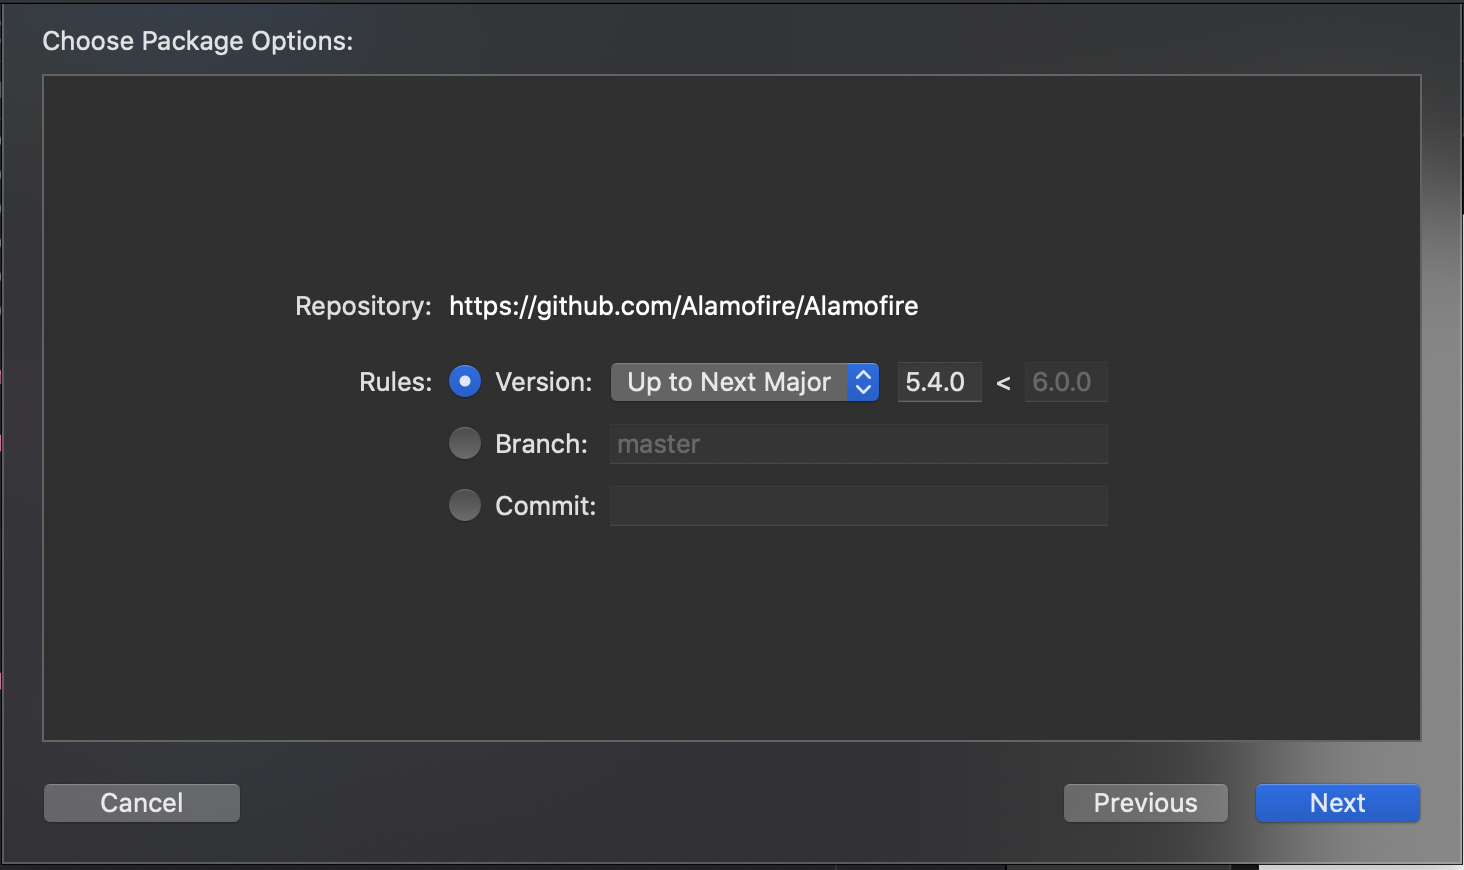 Choose Package Options:
Repository: https://github.com/Alamofire/Alamofire
Rules: Version: Up to Next Major 5.4.0 < 6.0.0
Branch: master
Commit:
Cancel Previous Next